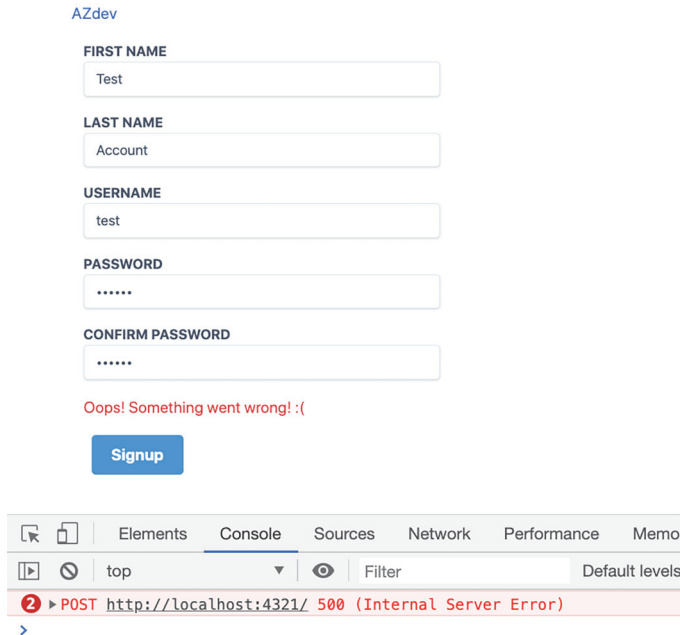 AZdev
FIRST NAME
Test
LAST NAME
Account
USERNAME
test
PASSWORD
••••••
CONFIRM PASSWORD
••••••
Oops! Something went wrong! :(
Signup
Elements Console Sources Network Performance Memo
top Filter Default levels
2 POST http://localhost:4321/ 500 (Internal Server Error)